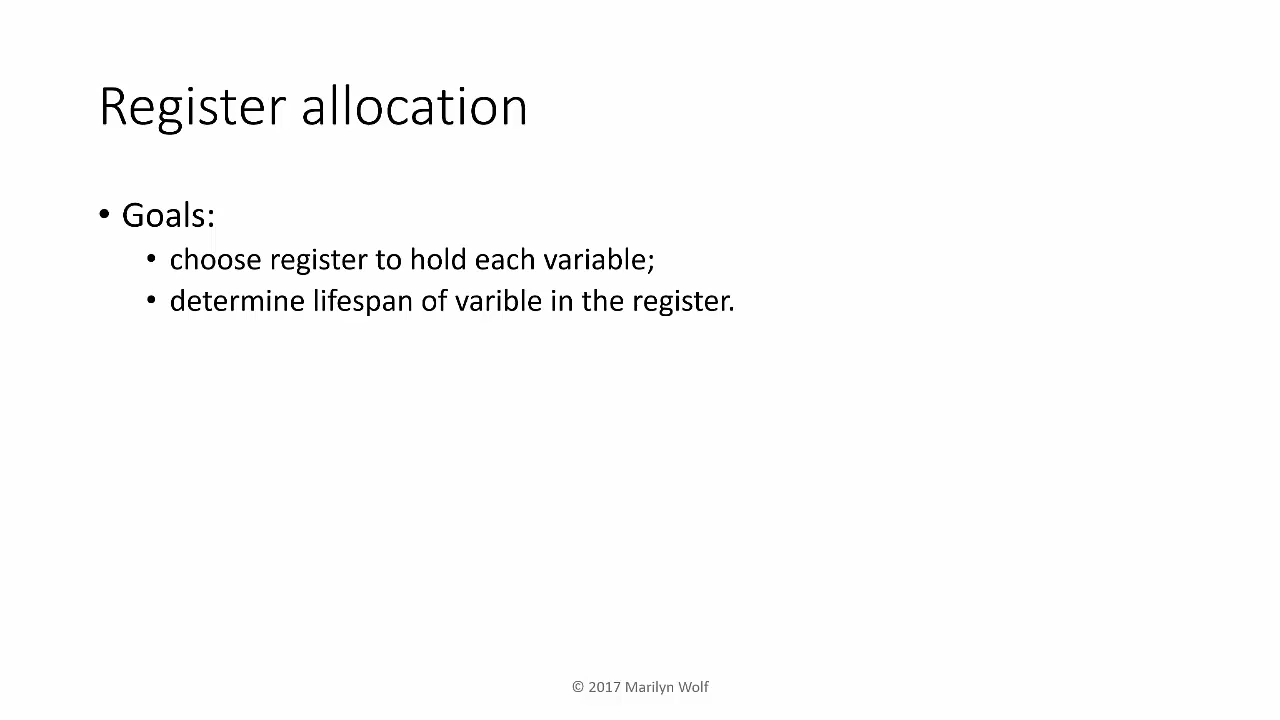 Register allocation
• Goals:
• choose register to hold each variable;
• determine lifespan of varible in the register.
© 2017 Marilyn Wolf